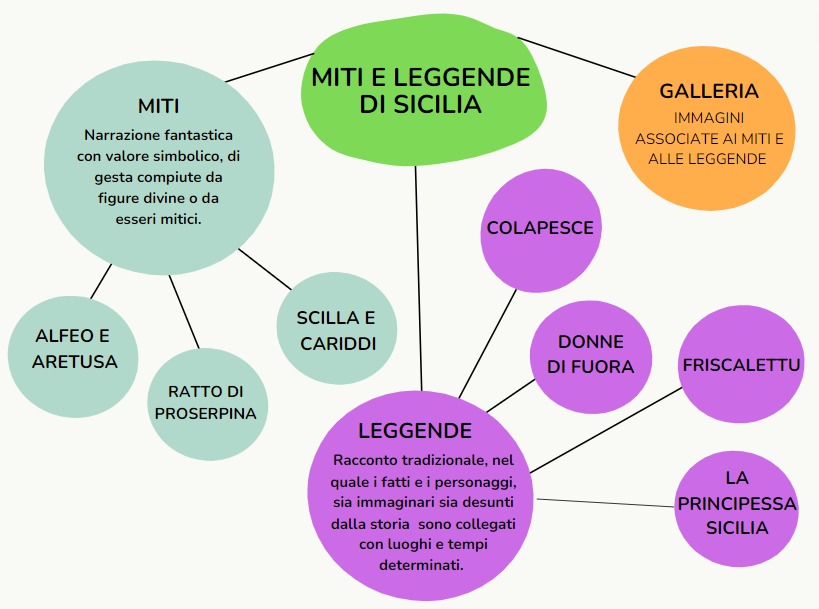 MITI E LEGGENDE
DI SICILIA
MITI
Narrazione fantastica
con valore simbolico, di
gesta compiute da
figure divine o da
esseri mitici.
GALLERIA
IMMAGINI
ASSOCIATE AI MITI E
ALLE LEGGENDE
COLAPESCE
ALFEO E
ARETUSA
RATTO DI
PROSERPINA
SCILLA E
CARIDDI
DONNE
DI FUORA
FRISCALETTU
LEGGENDE
Racconto tradizionale, nel
quale i fatti e i personaggi,
sia immaginari sia desunti
dalla storia sono collegati
con luoghi e tempi
determinati.
LA
PRINCIPESSA
SICILIA